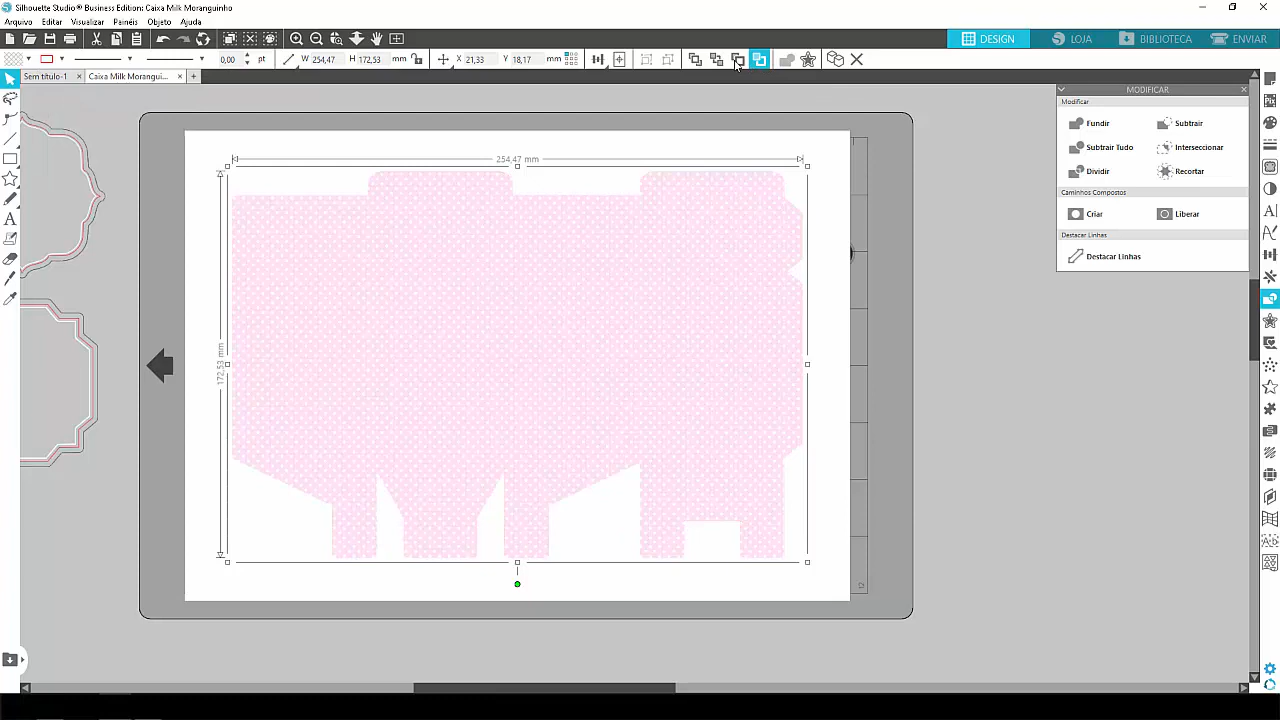 Silhouette Studio® Business Edition: Caixa Milk Moranguinho
Arquivo Editar Visualizar Painéis Objeto Ajuda
DESIGN LOJA BIBLIOTECA ENVIAR
0,00 pt W 254,47 H 172,53 mm X 21,33 Y 18,17 mm
Sem título-1 × Caixa Milk Morangui... × +
MODIFICAR
Modificar
Fundir Subtrair
Subtrair Tudo Interseccionar
Dividir Recortar
Caminhos Compostos
Criar Liberar
Destacar Linhas
Destacar Linhas
254,47 mm
172,53 mm